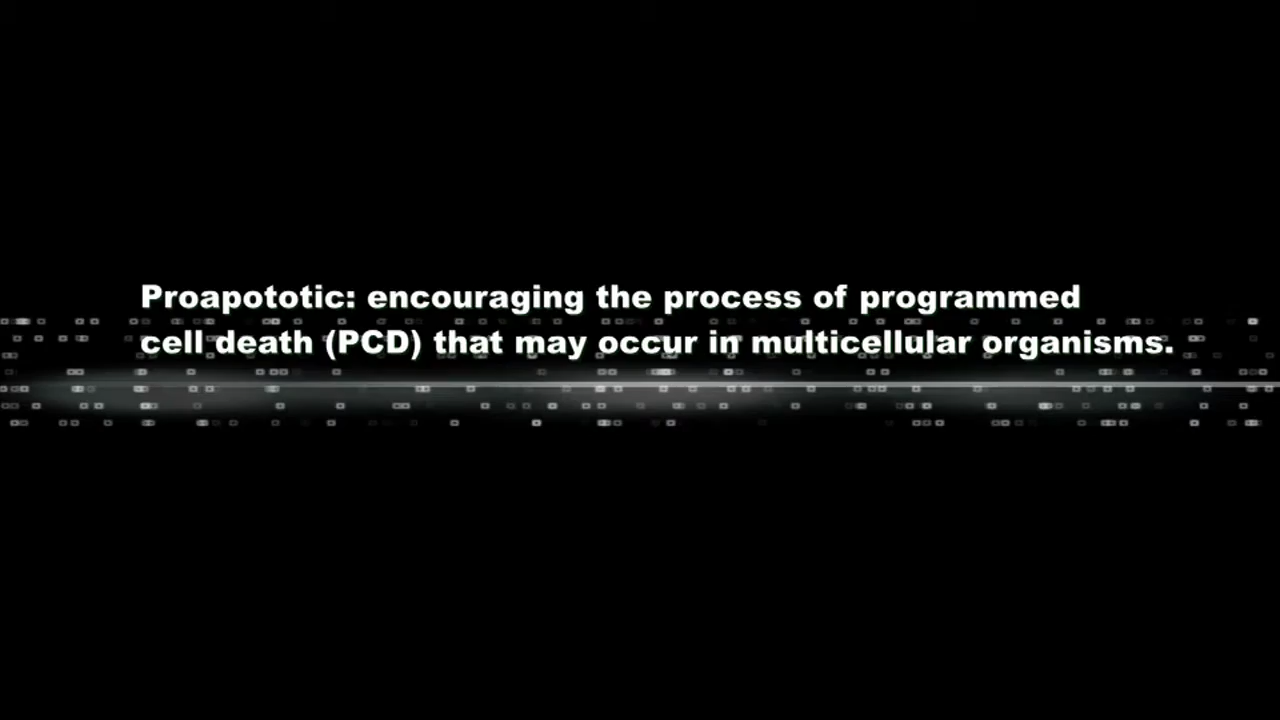 Proapototic: encouraging the process of programmed
cell death (PCD) that may occur in multicellular organisms.